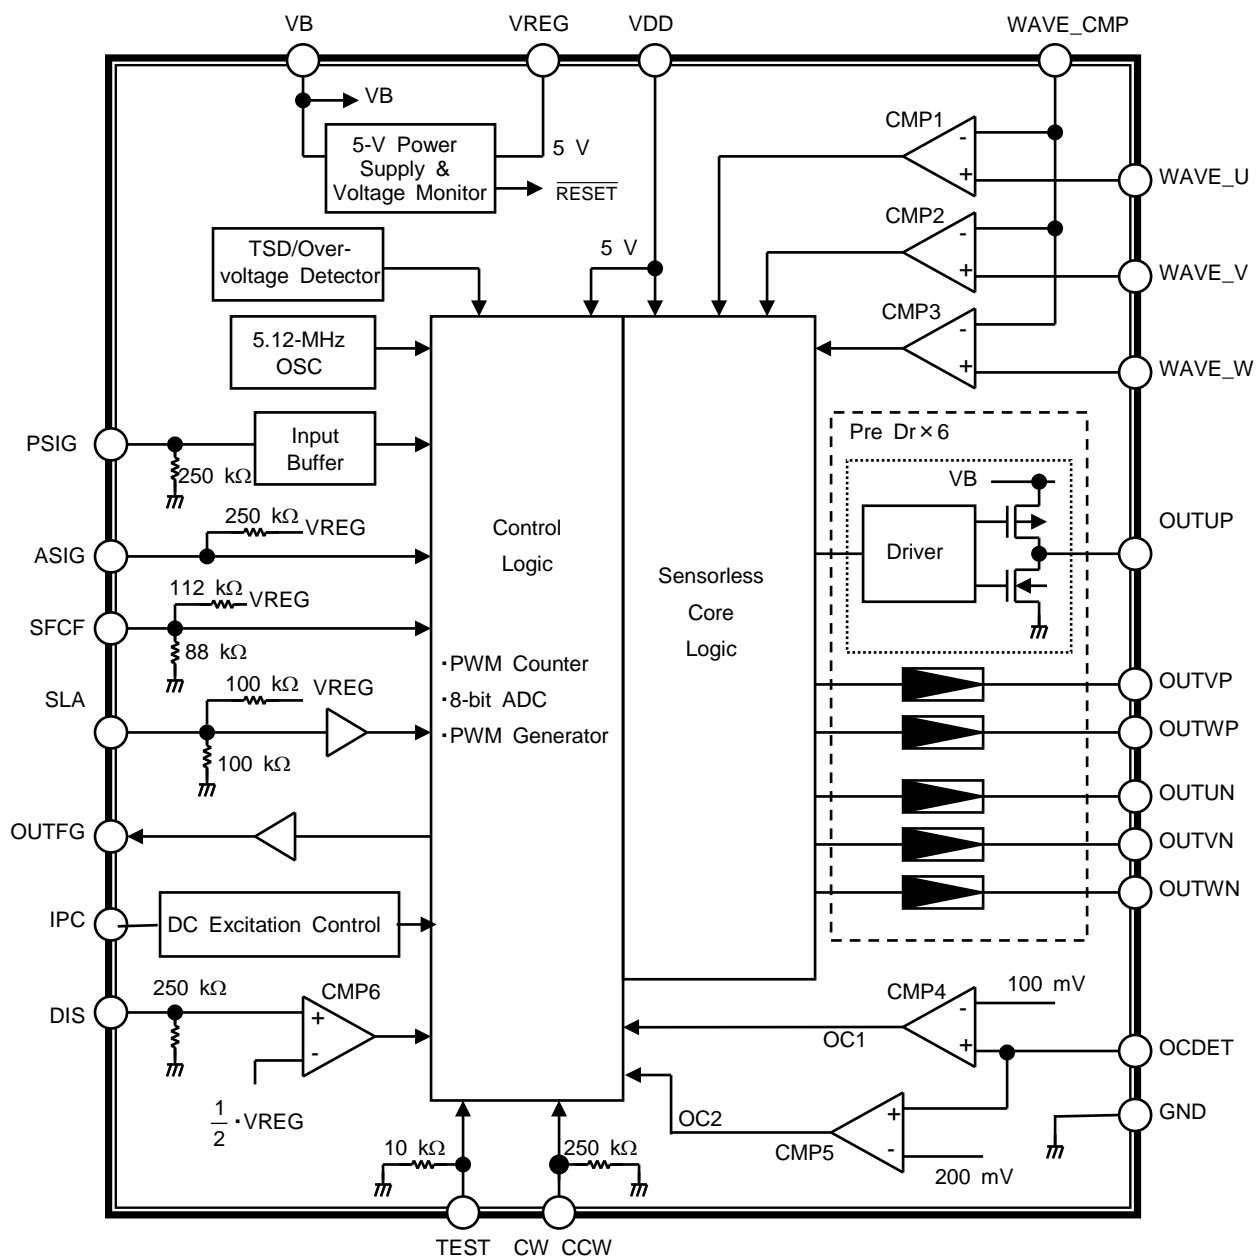 VB
VREG
VDD
WAVE_CMP
VB
5-V Power
Supply &
Voltage Monitor
5 V
RESET
CMP1
-
+
WAVE_U
CMP2
-
+
WAVE_V
TSD/Over-
voltage Detector
5 V
CMP3
-
+
WAVE_W
5.12-MHz
OSC
PSIG
Input
Buffer
250 kΩ
Pre Dr×6
VB
Driver
OUTUP
250 kΩ
VREG
ASIG
Control
Logic
・PWM Counter
・8-bit ADC
・PWM Generator
Sensorless
Core
Logic
112 kΩ
VREG
SFCF
88 kΩ
SLA
100 kΩ
VREG
100 kΩ
OUTVP
OUTWP
OUTUN
OUTVN
OUTWN
OUTFG
IPC
DC Excitation Control
DIS
250 kΩ
CMP6
+
-
1
2
・VREG
CMP4
100 mV
-
+
OC1
OCDET
OC2
CMP5
+
-
200 mV
GND
10 kΩ
250 kΩ
TEST
CW CCW